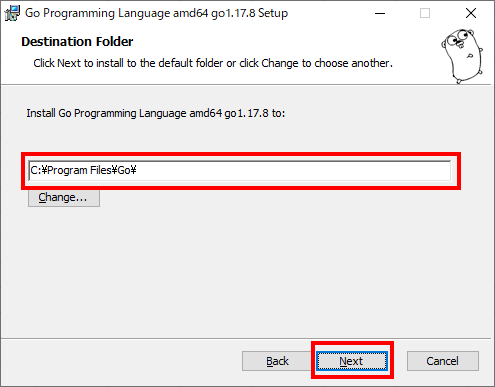 Go Programming Language amd64 go1.17.8 Setup
Destination Folder
Click Next to install to the default folder or click Change to choose another.
Install Go Programming Language amd64 go1.17.8 to:
C:¥Program Files¥Go¥
Change...
Back
Next
Cancel